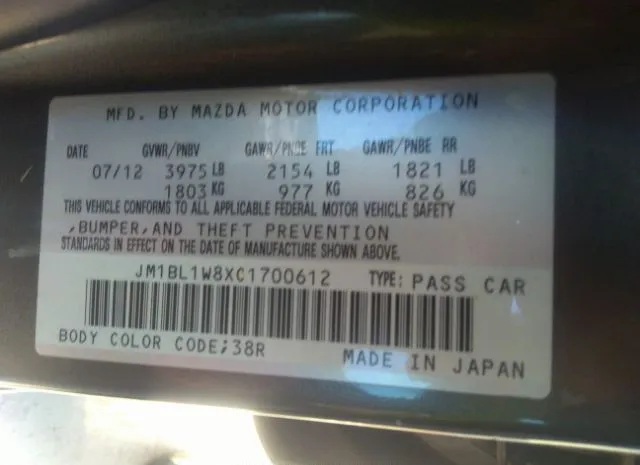 MFD. BY MAZDA MOTOR CORPORATION
DATE GVWR/PNBV GAWR/PNBE FRT GAWR/PNBE RR
07/12 3975 LB 2154 LB 1821 LB
1803 KG 977 KG 826 KG
THIS VEHICLE CONFORMS TO ALL APPLICABLE FEDERAL MOTOR VEHICLE SAFETY
,BUMPER,AND THEFT PREVENTION
STANDARDS IN EFFECT ON THE DATE OF MANUFACTURE SHOWN ABOVE.
JM1BL1W8XC1700612 TYPE: PASS CAR
BODY COLOR CODE;38R
MADE IN JAPAN